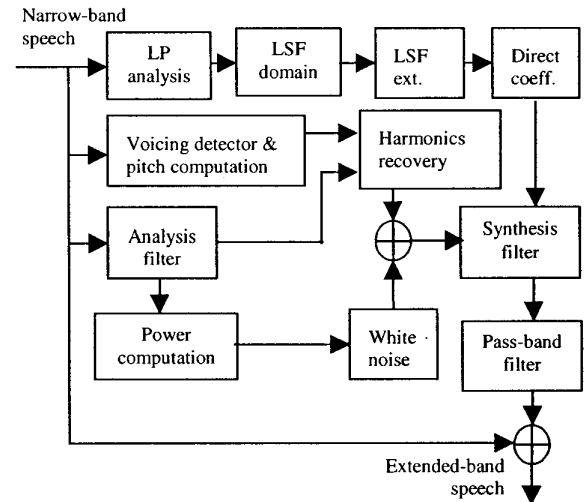 Narrow-band
speech
LP
analysis
LSF
domain
LSF
ext.
Direct
coeff.
Voicing detector &
pitch computation
Harmonics
recovery
Analysis
filter
Synthesis
filter
Power
computation
White
noise
Pass-band
filter
Extended-band
speech